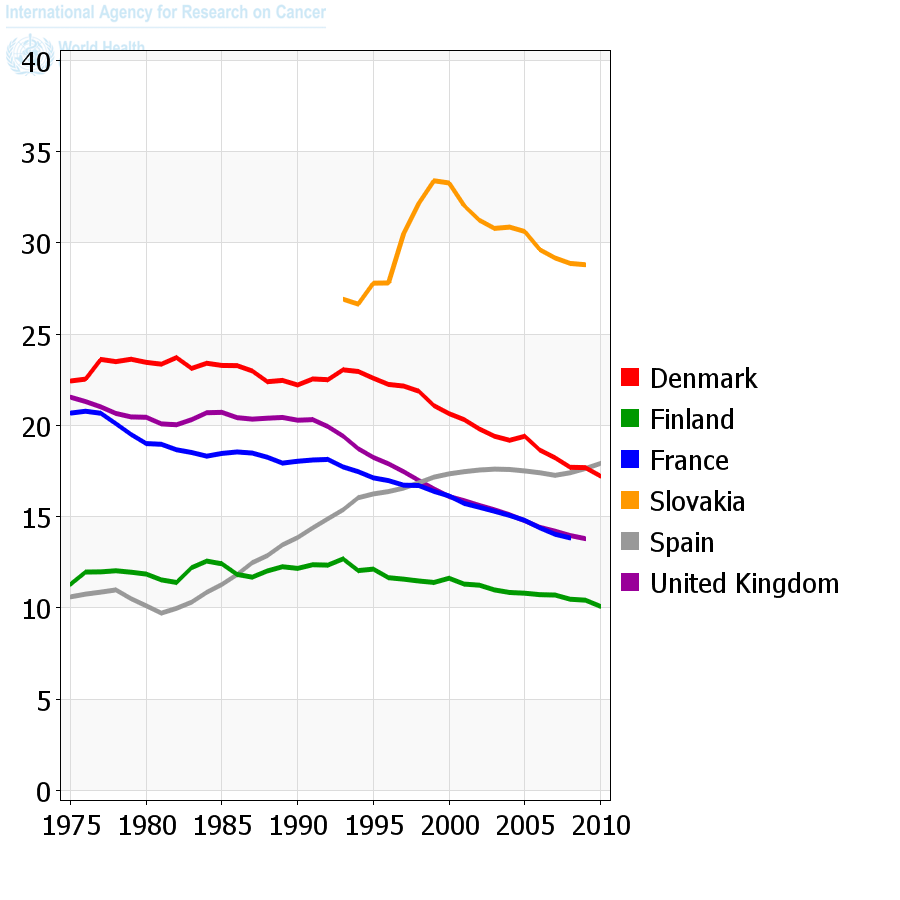 International Agency for Research on Cancer
World Health
40
35
30
25
20
15
10
5
0
1975 1980 1985 1990 1995 2000 2005 2010
Denmark
Finland
France
Slovakia
Spain
United Kingdom